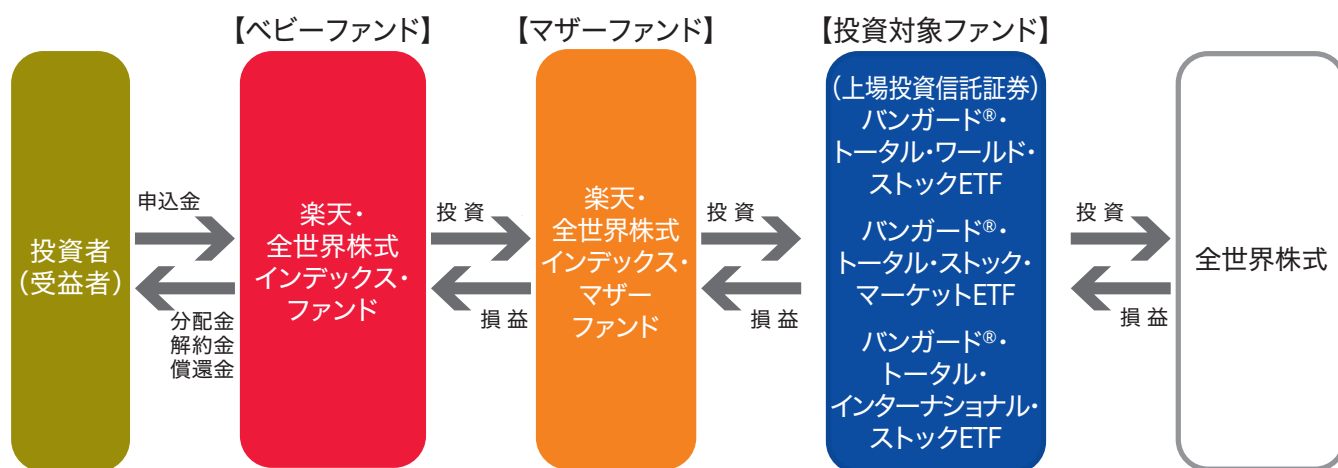 【ベビーファンド】
【マザーファンド】
【投資対象ファンド】
投資者
（受益者）
申込金
分配金
解約金
償還金
楽天・
全世界株式
インデックス・
ファンド
投資
損益
楽天・
全世界株式
インデックス・
マザー
ファンド
投資
損益
（上場投資信託証券）
バンガード®・
トータル・ワールド・
ストックETF
バンガード®・
トータル・ストック・
マーケットETF
バンガード®・
トータル・
インターナショナル・
ストックETF
投資
損益
全世界株式